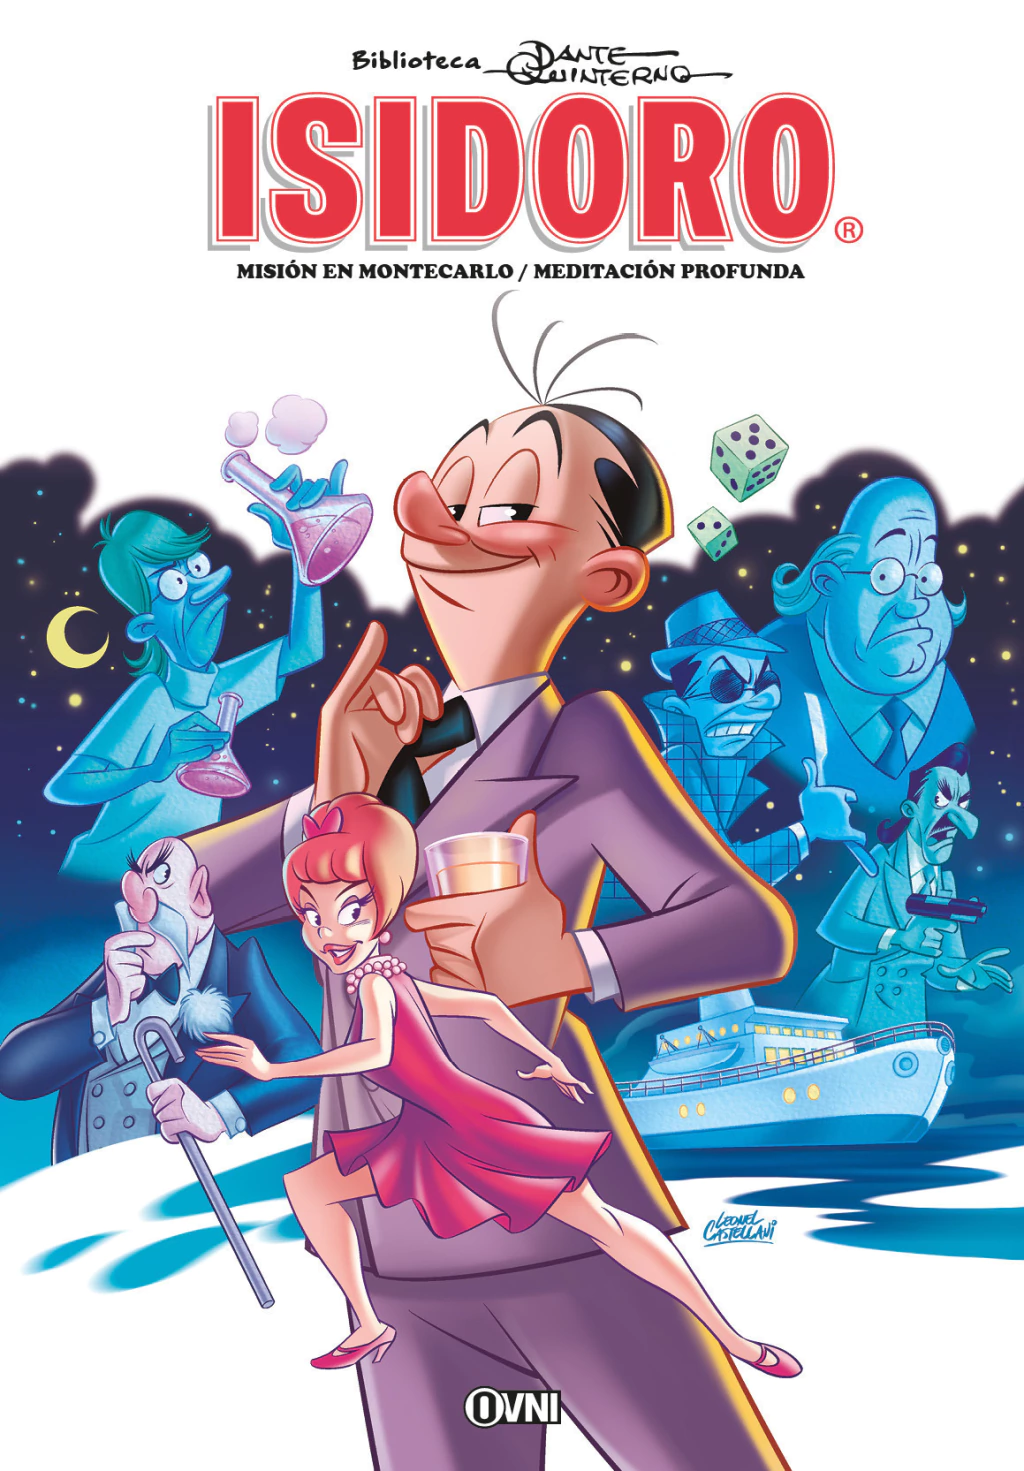 Biblioteca DANTE QUINTERNO
ISIDORO®
MISIÓN EN MONTECARLO / MEDITACIÓN PROFUNDA
LEONEL
CASTELLANI
OVNI